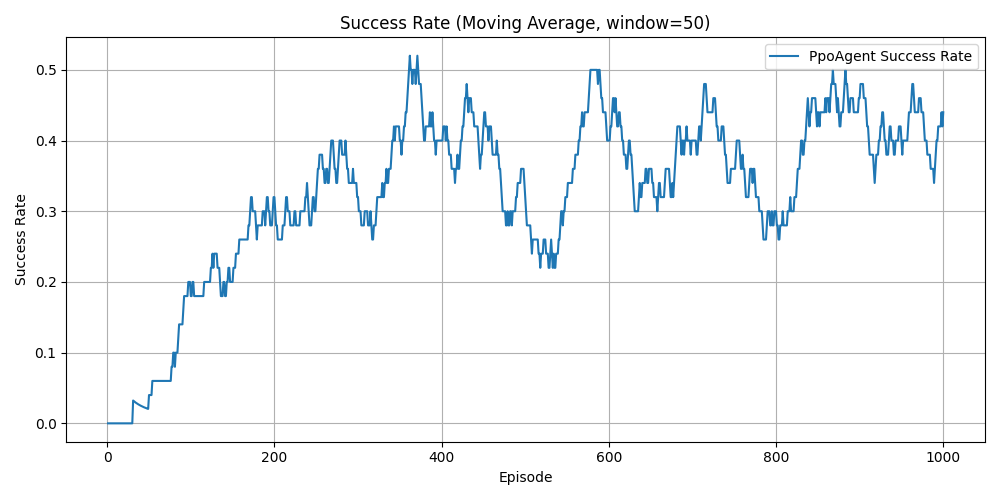 Success Rate (Moving Average, window=50)
PpoAgent Success Rate
Success Rate
0.5
0.4
0.3
0.2
0.1
0.0
0 200 400 600 800 1000
Episode